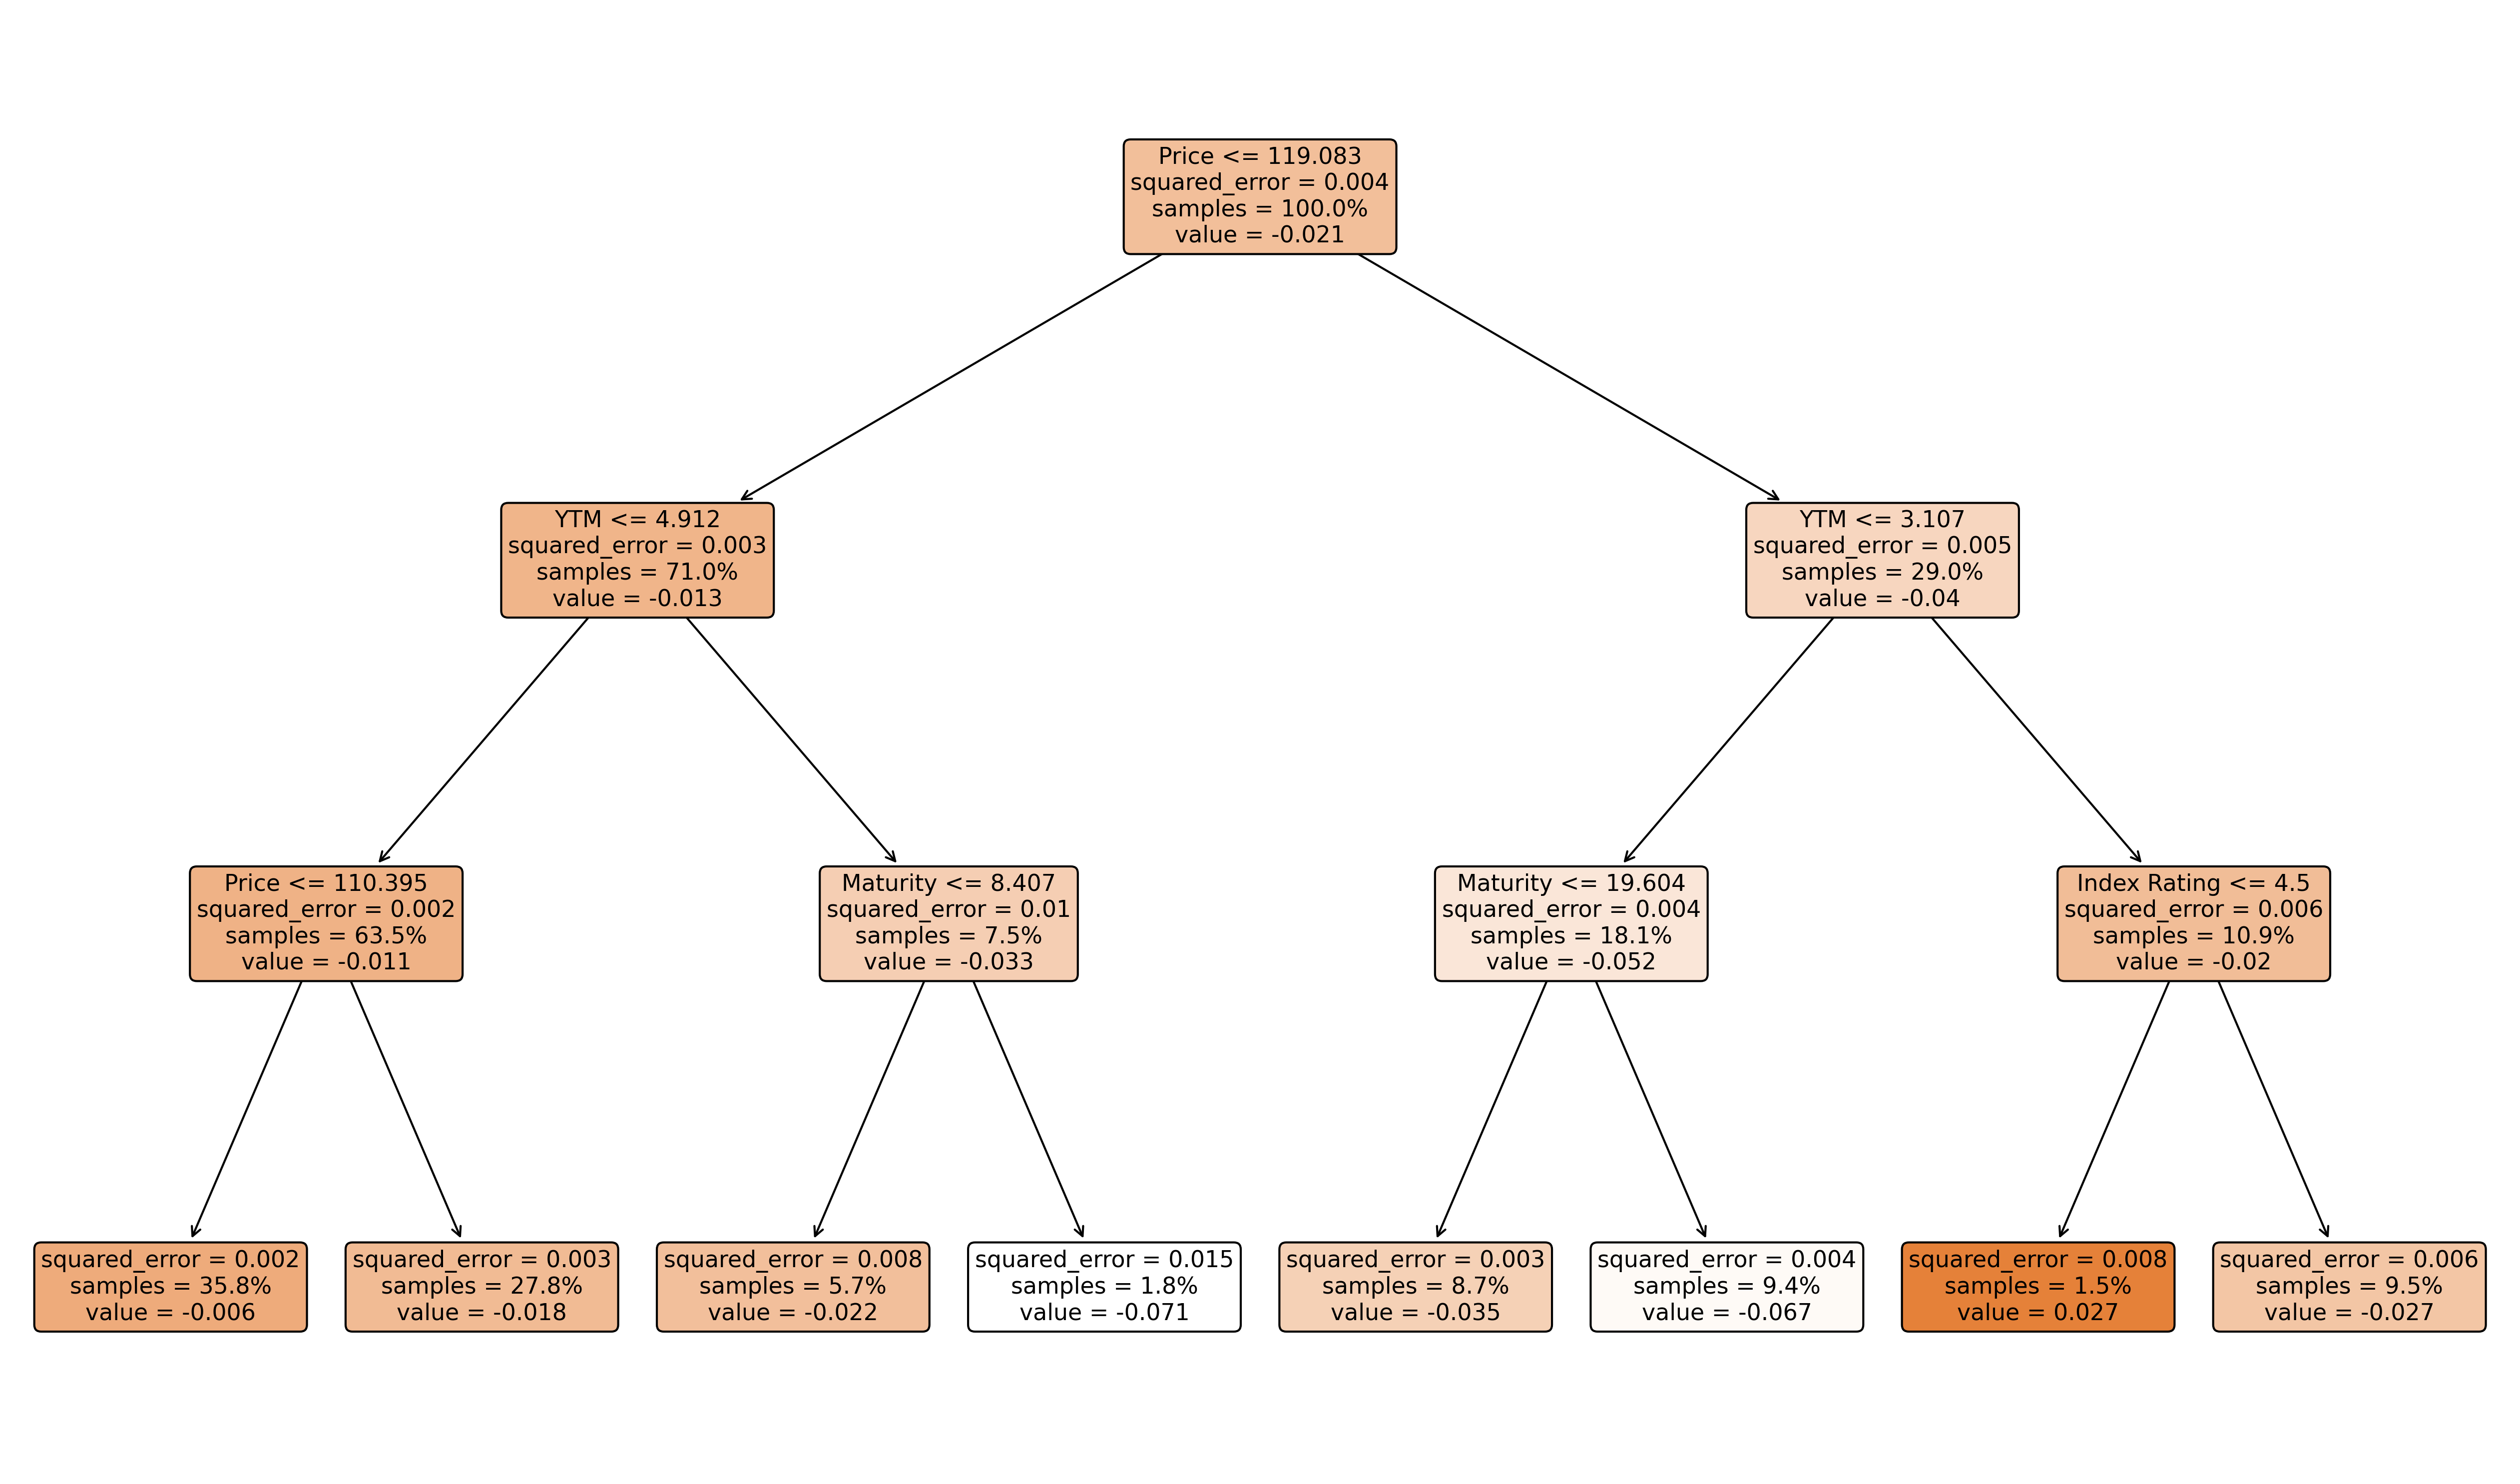 Price <= 119.083
squared_error = 0.004
samples = 100.0%
value = -0.021
YTM <= 4.912
squared_error = 0.003
samples = 71.0%
value = -0.013
YTM <= 3.107
squared_error = 0.005
samples = 29.0%
value = -0.04
Price <= 110.395
squared_error = 0.002
samples = 63.5%
value = -0.011
Maturity <= 8.407
squared_error = 0.01
samples = 7.5%
value = -0.033
Maturity <= 19.604
squared_error = 0.004
samples = 18.1%
value = -0.052
Index Rating <= 4.5
squared_error = 0.006
samples = 10.9%
value = -0.02
squared_error = 0.002
samples = 35.8%
value = -0.006
squared_error = 0.003
samples = 27.8%
value = -0.018
squared_error = 0.008
samples = 5.7%
value = -0.022
squared_error = 0.015
samples = 1.8%
value = -0.071
squared_error = 0.003
samples = 8.7%
value = -0.035
squared_error = 0.004
samples = 9.4%
value = -0.067
squared_error = 0.008
samples = 1.5%
value = 0.027
squared_error = 0.006
samples = 9.5%
value = -0.027